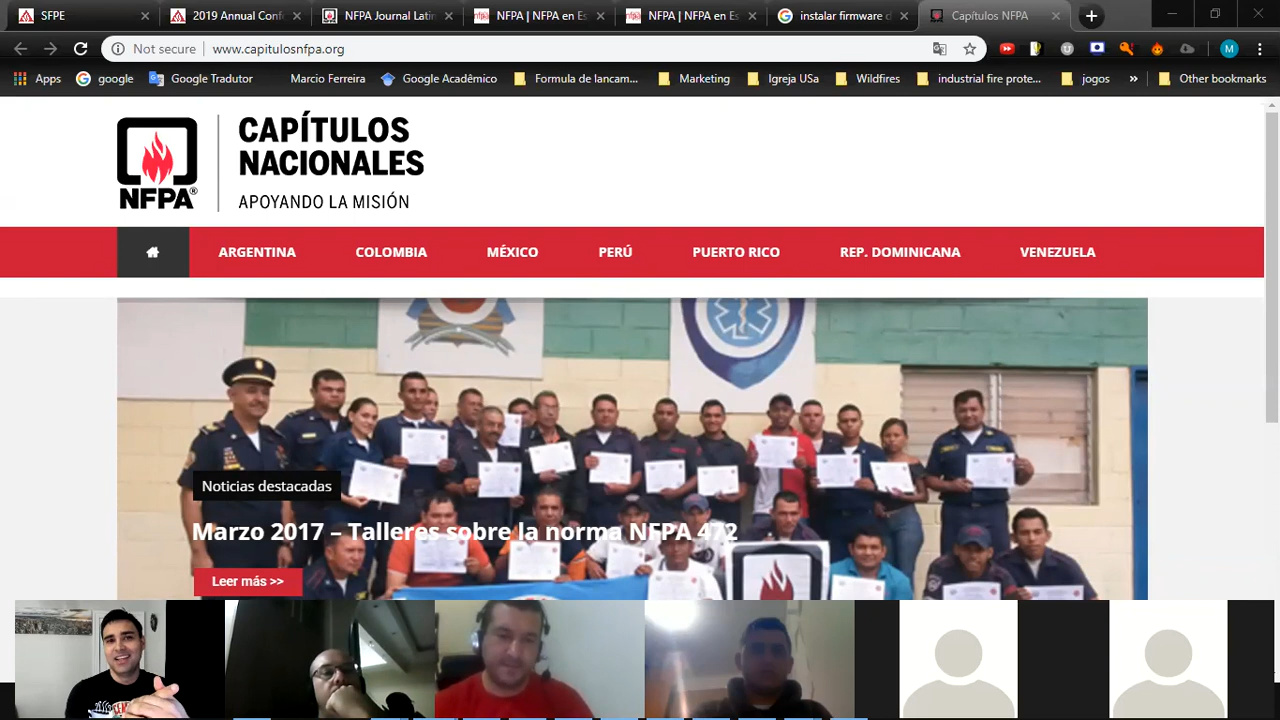 SFPE
2019 Annual Confe
NFPA Journal Latin
NFPA | NFPA en Es
NFPA | NFPA en Es
instalar firmware d
Capítulos NFPA
Not secure
www.capitulosnfpa.org
M
Apps
google
Google Tradutor
Marcio Ferreira
Google Acadêmico
Formula de lancam...
Marketing
Igreja USa
Wildfires
industrial fire prote...
jogos
»
Other bookmarks
NFPA®
CAPÍTULOS
NACIONALES
APOYANDO LA MISIÓN
ARGENTINA
COLOMBIA
MÉXICO
PERÚ
PUERTO RICO
REP. DOMINICANA
VENEZUELA
Noticias destacadas
Marzo 2017 – Talleres sobre la norma NFPA 472
Leer más >>